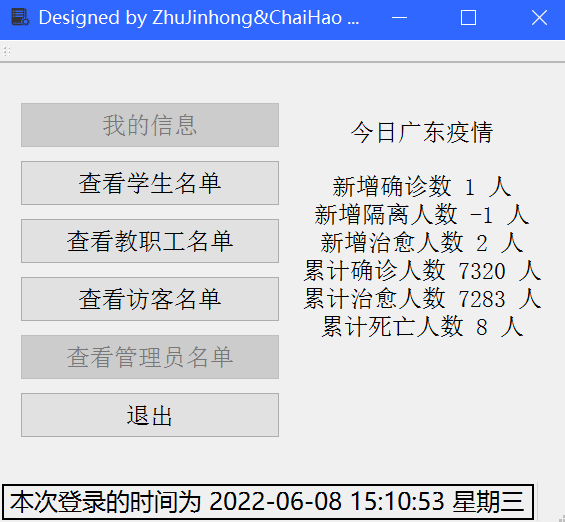 Designed by ZhuJinhong&ChaiHao ...
我的信息
查看学生名单
查看教职工名单
查看访客名单
查看管理员名单
退出
今日广东疫情
新增确诊数 1 人
新增隔离人数 -1 人
新增治愈人数 2 人
累计确诊人数 7320 人
累计治愈人数 7283 人
累计死亡人数 8 人
本次登录的时间为 2022-06-08 15:10:53 星期三